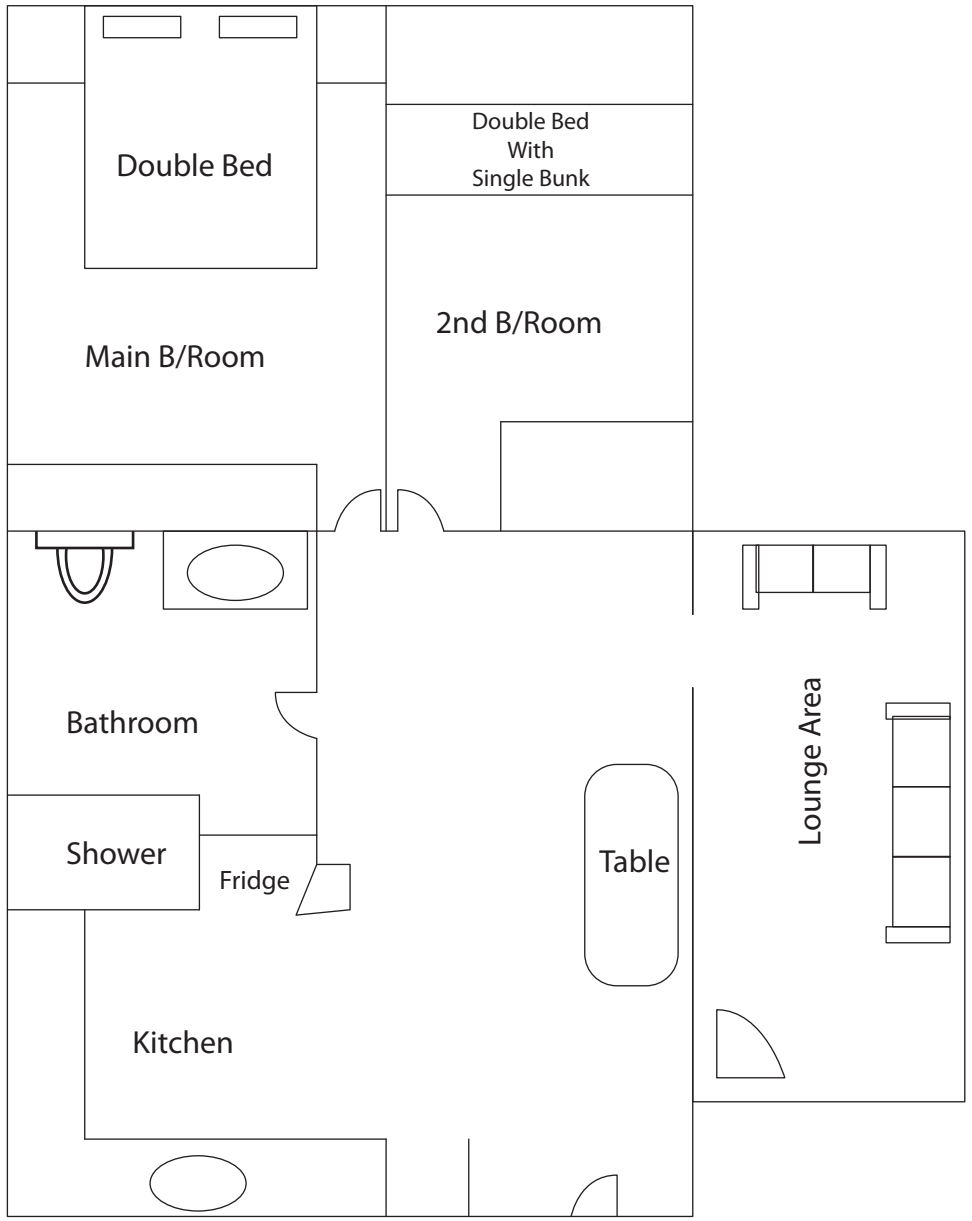 Double Bed
Double Bed
With
Single Bunk
2nd B/Room
Main B/Room
Bathroom
Lounge Area
Shower
Fridge
Table
Kitchen